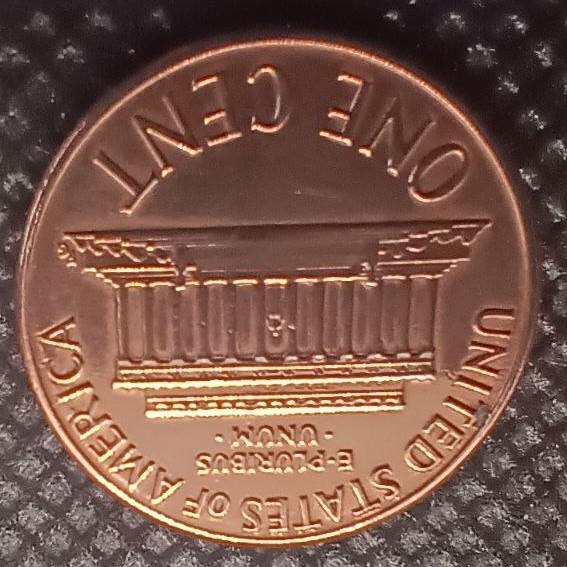 UNITED STATES OF AMERICA
E·PLURIBUS
·UNUM·
ONE CENT